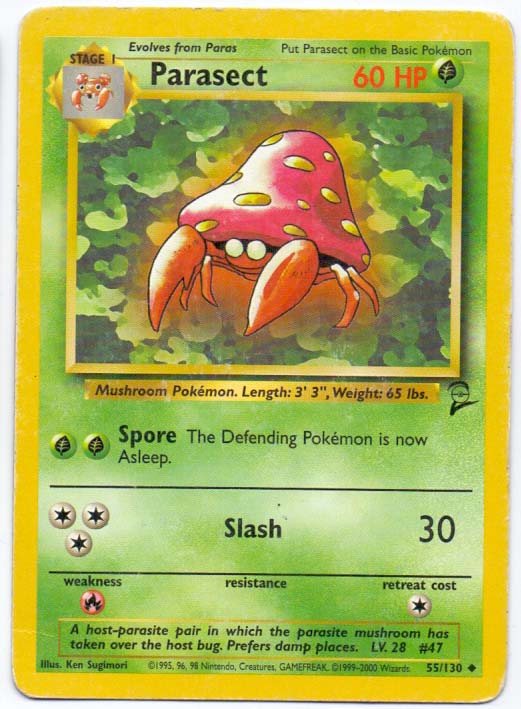 Evolves from Paras Put Parasect on the Basic Pokémon
STAGE 1
Parasect 60 HP
Mushroom Pokémon. Length: 3' 3", Weight: 65 lbs.
Spore The Defending Pokémon is now
Asleep.
Slash 30
weakness resistance retreat cost
A host-parasite pair in which the parasite mushroom has
taken over the host bug. Prefers damp places. LV. 28 #47
Illus. Ken Sugimori ©1995, 96, 98 Nintendo, Creatures, GAMEFREAK. ©1999-2000 Wizards. 55/130